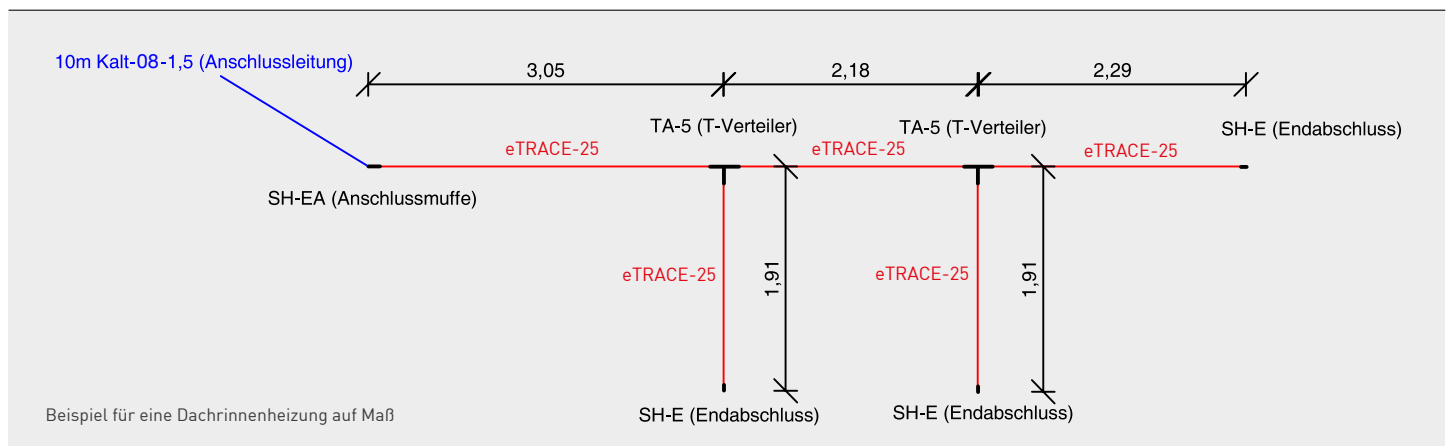 10m Kalt-08-1,5 (Anschlussleitung)
3,05
2,18
2,29
TA-5 (T-Verteiler)
TA-5 (T-Verteiler)
SH-E (Endabschluss)
eTRACE-25
eTRACE-25
eTRACE-25
SH-EA (Anschlussmuffe)
eTRACE-25
1,91
eTRACE-25
1,91
Beispiel für eine Dachrinnenheizung auf Maß
SH-E (Endabschluss)
SH-E (Endabschluss)